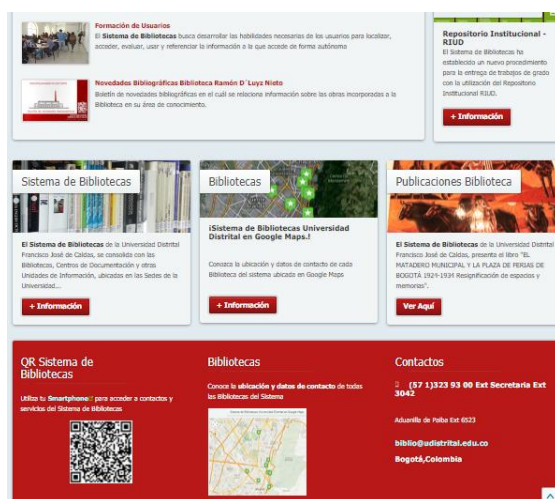 Formación de Usuarios
El Sistema de Bibliotecas busca desarrollar las habilidades necesarias de los usuarios para localizar,
acceder, evaluar, usar y referenciar la información a la que accede de forma autónoma
Novedades Bibliográficas Biblioteca Ramón D´Luyz Nieto
Boletín de novedades bibliográficas en el cuál se relaciona información sobre las obras incorporadas a la
Biblioteca en su área de conocimiento.
Repositorio Institucional -
RIUD
El Sistema de Bibliotecas ha
establecido un nuevo procedimiento
para la entrega de trabajos de grado
con la utilización del Repositorio
Institucional RIUD.
+ Información
Sistema de Bibliotecas
El Sistema de Bibliotecas de la Universidad Distrital
Francisco José de Caldas, se consolida con las
Bibliotecas, Centros de Documentación y otras
Unidades de Información, ubicadas en las Sedes de la
Universidad...
+ Información
Bibliotecas
¡Sistema de Bibliotecas Universidad
Distrital en Google Maps.!
Conozca la ubicación y datos de contacto de cada
Biblioteca del sistema ubicada en Google Maps
+ Información
Publicaciones Biblioteca
El Sistema de Bibliotecas de la Universidad Distrital
Francisco José de Caldas, presenta el libro "EL
MATADERO MUNICIPAL Y LA PLAZA DE FERIAS DE
BOGOTÁ 1924-1934 Resignificación de espacios y
memorias".
Ver Aquí
QR Sistema de
Bibliotecas
Utiliza tu Smartphone para acceder a contactos y
servicios del Sistema de Bibliotecas
Bibliotecas
Conoce la ubicación y datos de contacto de todas
las Bibliotecas del Sistema
Contactos
(57 1)323 93 00 Ext Secretaria Ext
3042
Aduanilla de Paiba Ext 6523
biblio@udistrital.edu.co
Bogotá,Colombia